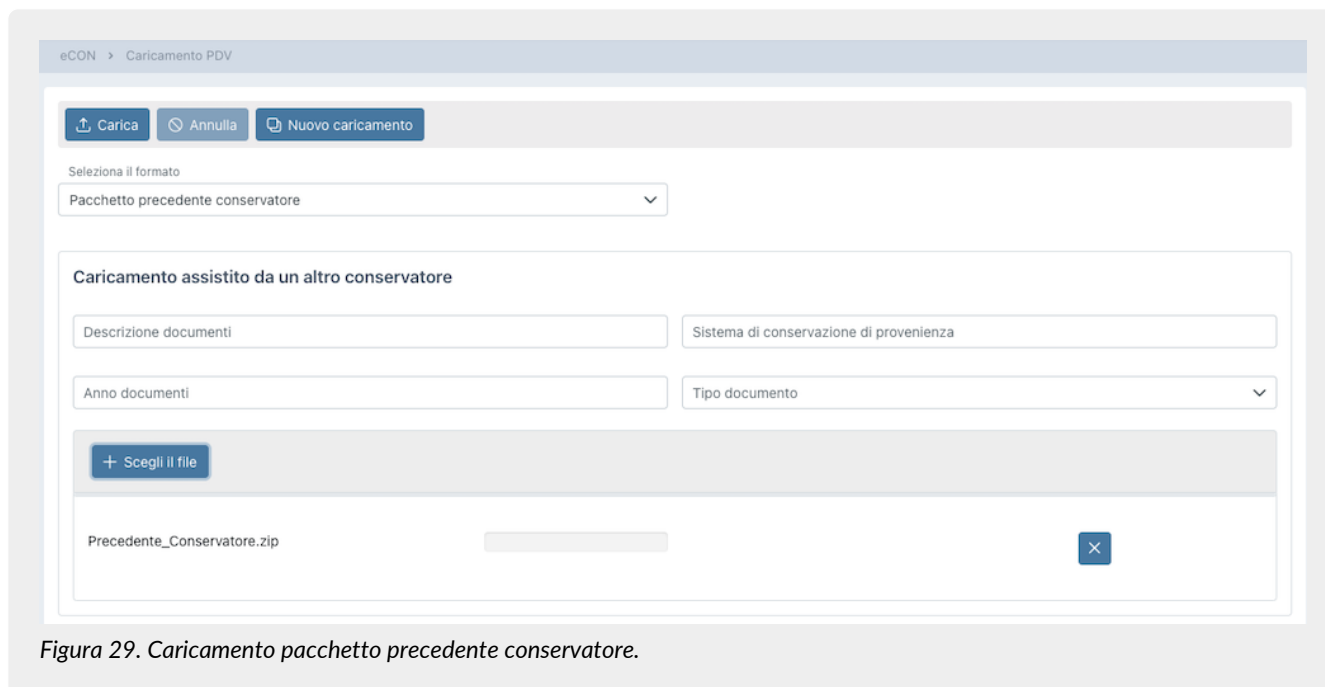 eCON > Caricamento PDV
Carica Annulla Nuovo caricamento
Seleziona il formato
Pacchetto precedente conservatore
Caricamento assistito da un altro conservatore
Descrizione documenti Sistema di conservazione di provenienza
Anno documenti Tipo documento
+ Scegli il file
Precedente_Conservatore.zip
Figura 29. Caricamento pacchetto precedente conservatore.